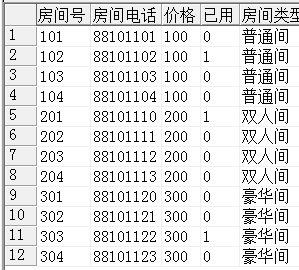 房间号 房间电话 价格 已用 房间类型
1 101 88101101 100 0 普通间
2 102 88101102 100 1 普通间
3 103 88101103 100 0 普通间
4 104 88101104 100 0 普通间
5 201 88101110 200 1 双人间
6 202 88101111 200 0 双人间
7 203 88101112 200 0 双人间
8 204 88101113 200 0 双人间
9 301 88101120 300 0 豪华间
10 302 88101121 300 0 豪华间
11 303 88101122 300 1 豪华间
12 304 88101123 300 0 豪华间